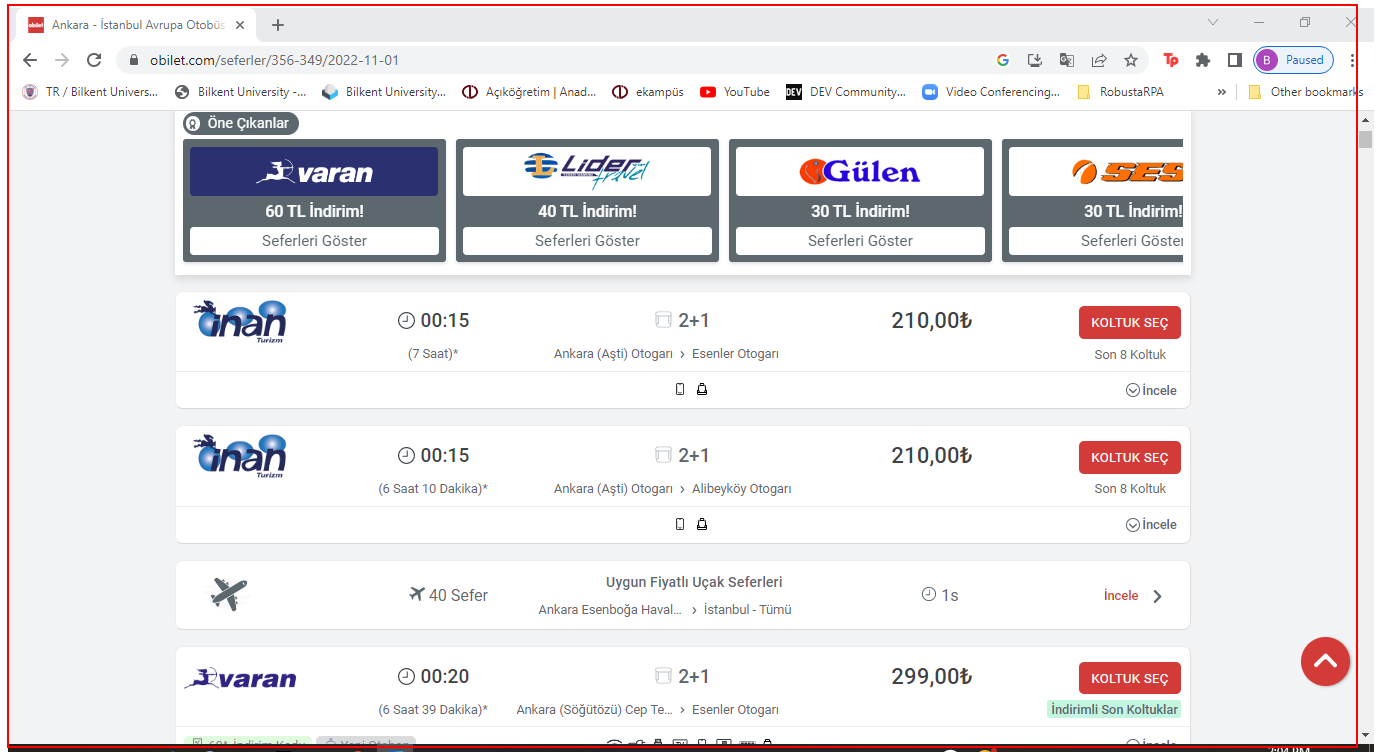 obilet Ankara - İstanbul Avrupa Otobüs
obilet.com/seferler/356-349/2022-11-01
B Paused
TR / Bilkent Univers... Bilkent University -... Bilkent University... Açıköğretim | Anad... ekampüs YouTube DEV DEV Community... Video Conferencing... RobustaRPA » Other bookmarks
Öne Çıkanlar
varan Lider Gülen
60 TL İndirim! 40 TL İndirim! 30 TL İndirim! 30 TL İndirim!
Seferleri Göster Seferleri Göster Seferleri Göster Seferleri Göster
inan Turizm 00:15 2+1 210,00₺ KOLTUK SEÇ
(7 Saat)* Ankara (Aşti) Otogarı › Esenler Otogarı Son 8 Koltuk
İncele
inan Turizm 00:15 2+1 210,00₺ KOLTUK SEÇ
(6 Saat 10 Dakika)* Ankara (Aşti) Otogarı › Alibeyköy Otogarı Son 8 Koltuk
İncele
Uygun Fiyatlı Uçak Seferleri
40 Sefer 1s İncele
Ankara Esenboğa Haval... › İstanbul - Tümü
varan 00:20 2+1 299,00₺ KOLTUK SEÇ
(6 Saat 39 Dakika)* Ankara (Söğütözü) Cep Te... › Esenler Otogarı İndirimli Son Koltuklar